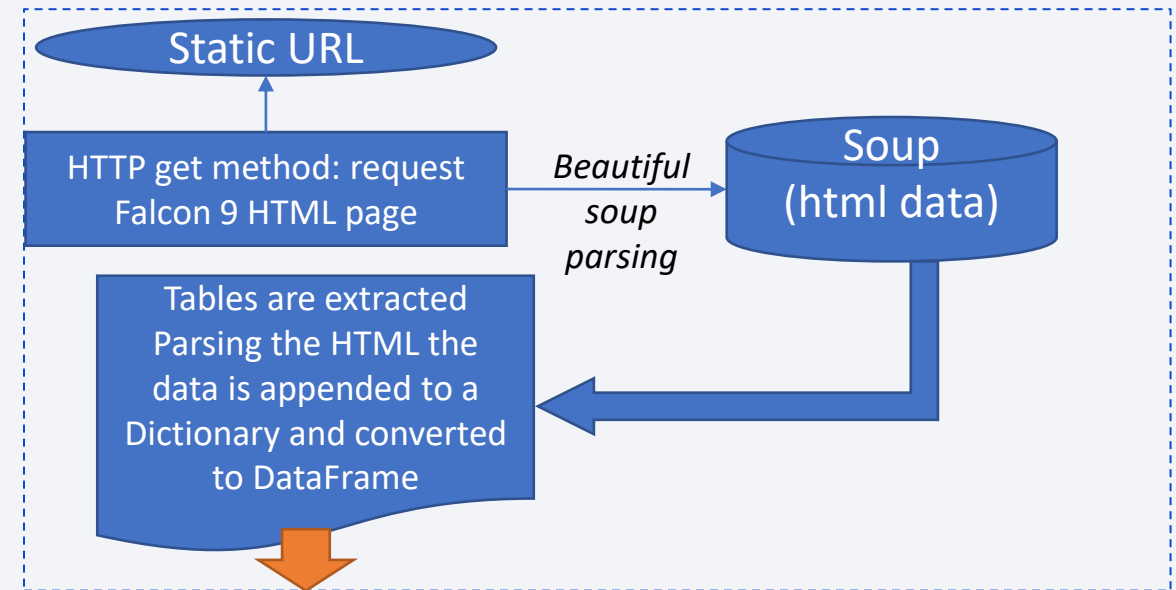 Static URL
HTTP get method: request
Falcon 9 HTML page
Beautiful
soup
parsing
Soup
(html data)
Tables are extracted
Parsing the HTML the
data is appended to a
Dictionary and converted
to DataFrame